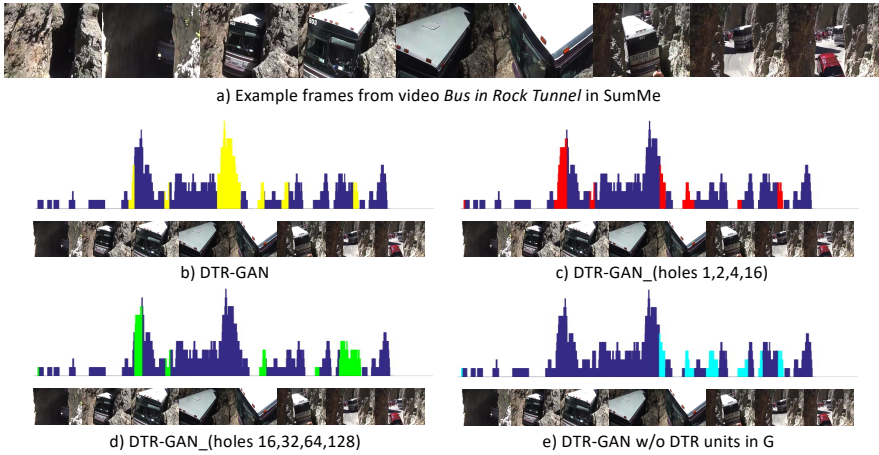 a) Example frames from video Bus in Rock Tunnel in SumMe
b) DTR-GAN
c) DTR-GAN_(holes 1,2,4,16)
d) DTR-GAN_(holes 16,32,64,128)
e) DTR-GAN w/o DTR units in G